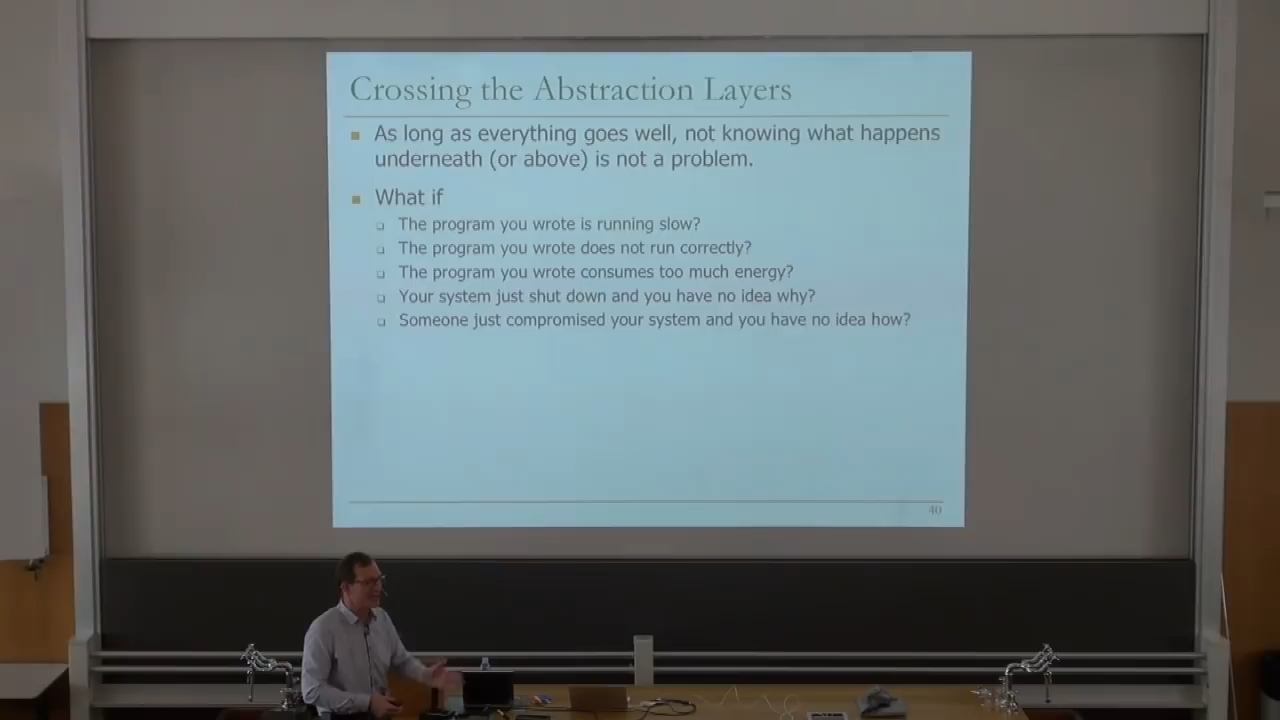 Crossing the Abstraction Layers
As long as everything goes well, not knowing what happens
underneath (or above) is not a problem.
What if
The program you wrote is running slow?
The program you wrote does not run correctly?
The program you wrote consumes too much energy?
Your system just shut down and you have no idea why?
Someone just compromised your system and you have no idea how?
40